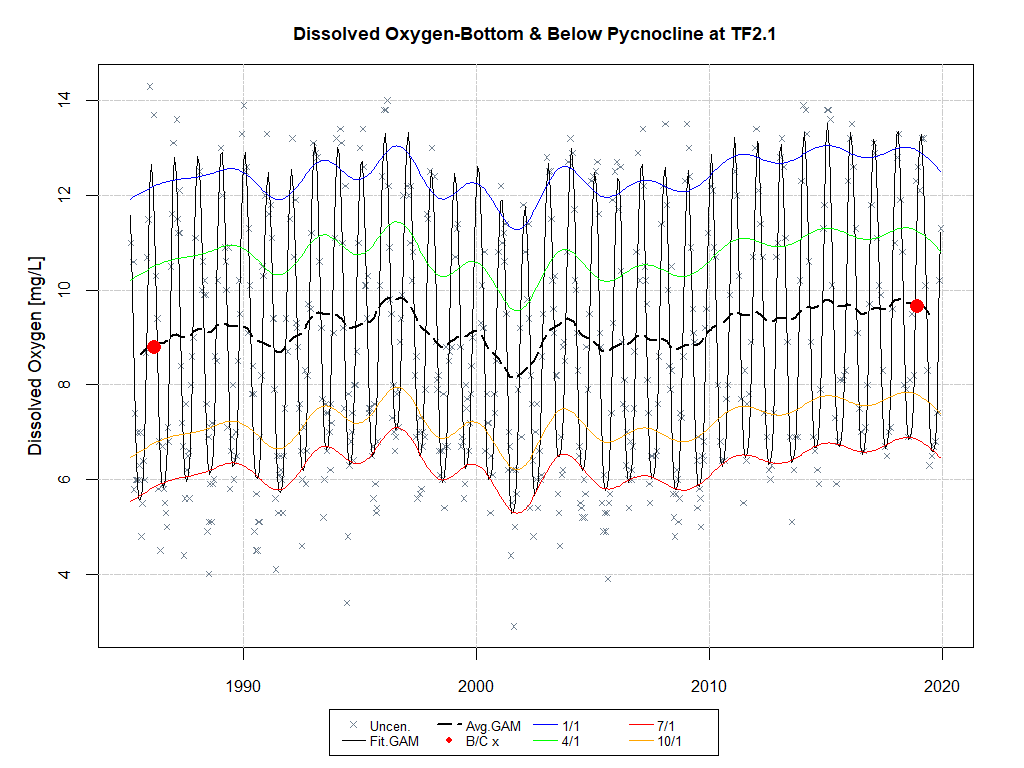 Dissolved Oxygen-Bottom & Below Pycnocline at TF2.1
Dissolved Oxygen [mg/L]
14
12
10
8
6
4
1990 2000 2010 2020
Uncen. Avg.GAM 1/1 7/1
Fit.GAM B/C x 4/1 10/1